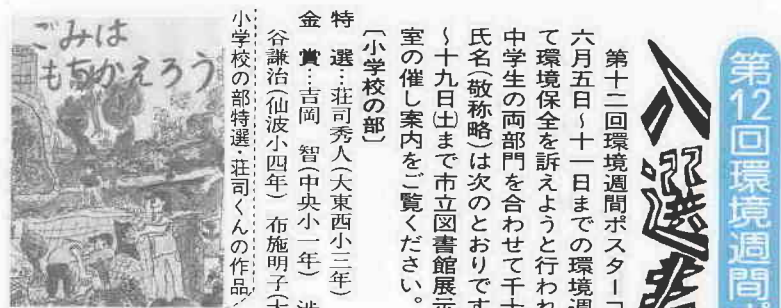 第12回環境週間
入選者
第十二回環境週間ポスターコ
六月五日〜十一日までの環境週
て環境保全を訴えようと行われ
中学生の両部門を合わせて千十
氏名(敬称略)は次のとおりです
〜十九日㈯まで市立図書館展示
室の催し案内をご覧ください。
〔小学校の部〕
特 選…荘司秀人(大東西小三年)
金 賞…吉岡 智(中央小一年) 渋
谷謙治(仙波小四年) 布施明子(大
小学校の部特選・荘司くんの作品
ごみは
もちかえろう